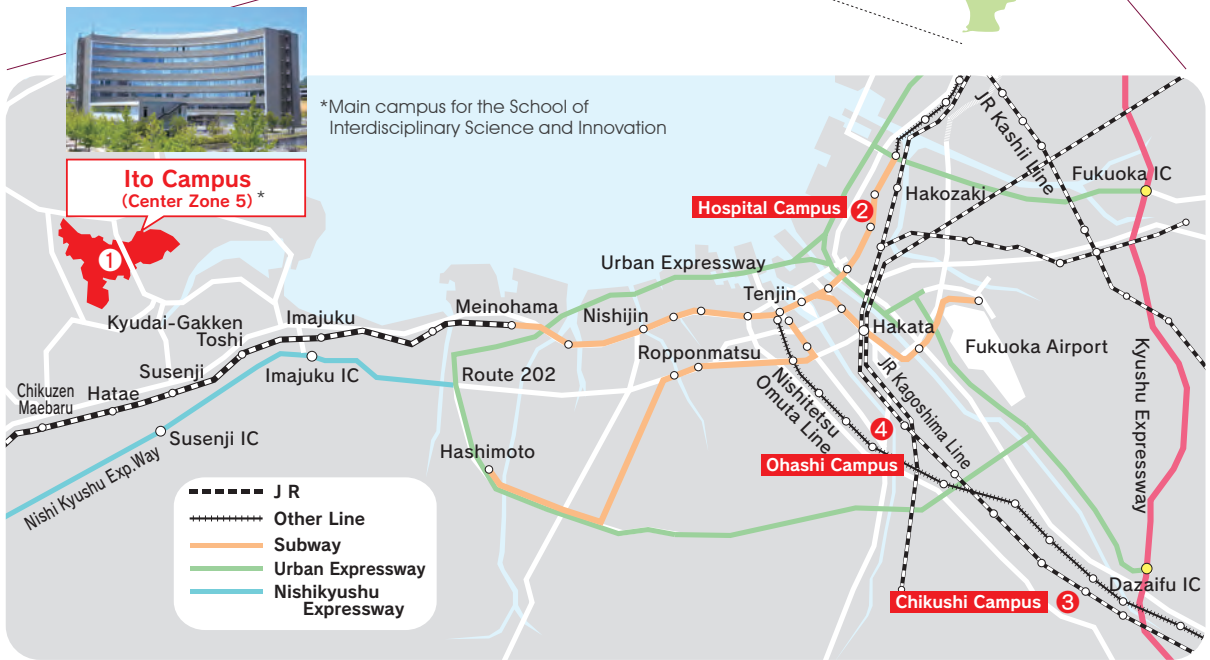 *Main campus for the School of
Interdisciplinary Science and Innovation
Ito Campus
(Center Zone 5) *
1
Hospital Campus 2
Hakozaki
JR Kashii Line
Fukuoka IC
Urban Expressway
Tenjin
Meinohama
Nishijin
Imajuku
Kyudai-Gakken
Toshi
Susenji
Hatae
Chikuzen
Maebaru
Imajuku IC
Route 202
Ropponmatsu
Hakata
Fukuoka Airport
Kyushu Expressway
JR Kagoshima Line
Nishitetsu
Omuta Line
4
Ohashi Campus
Susenji IC
Nishi Kyushu Exp.Way
Hashimoto
Dazaifu IC
Chikushi Campus 3
J R
Other Line
Subway
Urban Expressway
Nishikyushu
Expressway